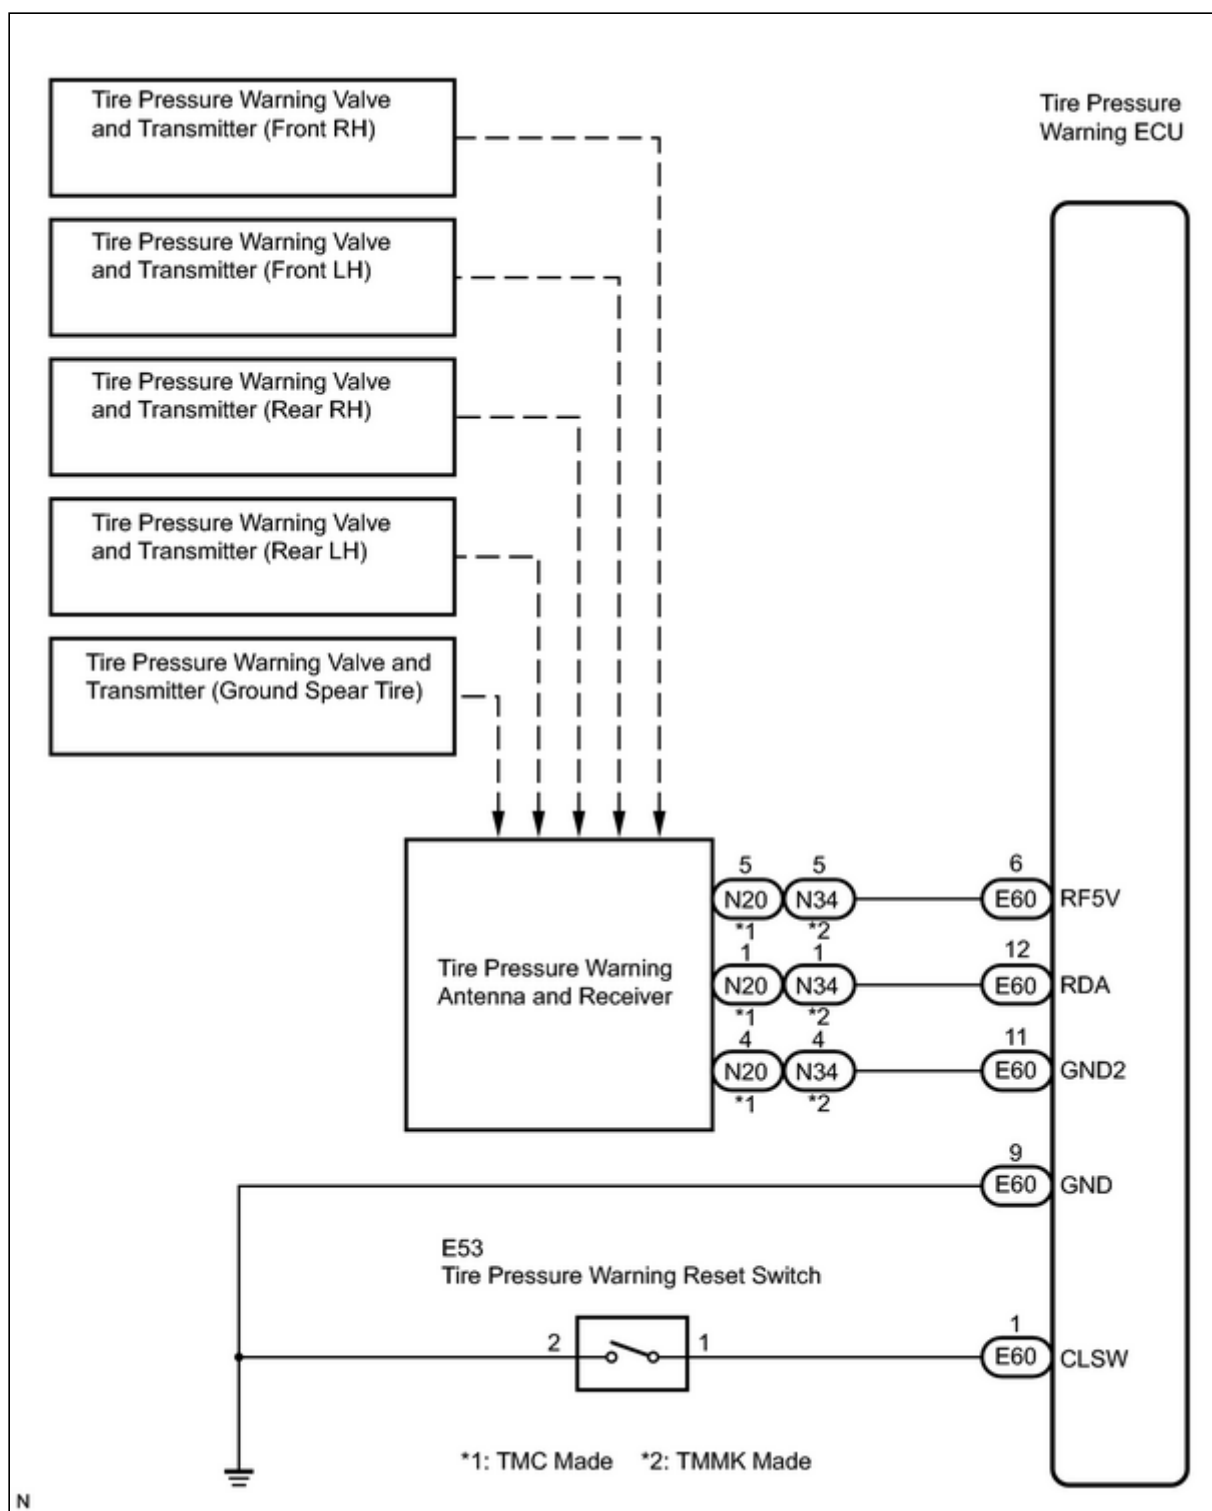 Tire Pressure Warning Valve
and Transmitter (Front RH)
Tire Pressure
Warning ECU
Tire Pressure Warning Valve
and Transmitter (Front LH)
Tire Pressure Warning Valve
and Transmitter (Rear RH)
Tire Pressure Warning Valve
and Transmitter (Rear LH)
Tire Pressure Warning Valve and
Transmitter (Ground Spear Tire)
Tire Pressure Warning
Antenna and Receiver
5 5 6
N20 N34 E60 RF5V
*1 *2
1 1 12
N20 N34 E60 RDA
*1 *2
4 4 11
N20 N34 E60 GND2
*1 *2
9
E60 GND
E53
Tire Pressure Warning Reset Switch
2 1 1
E60 CLSW
*1: TMC Made *2: TMMK Made
N